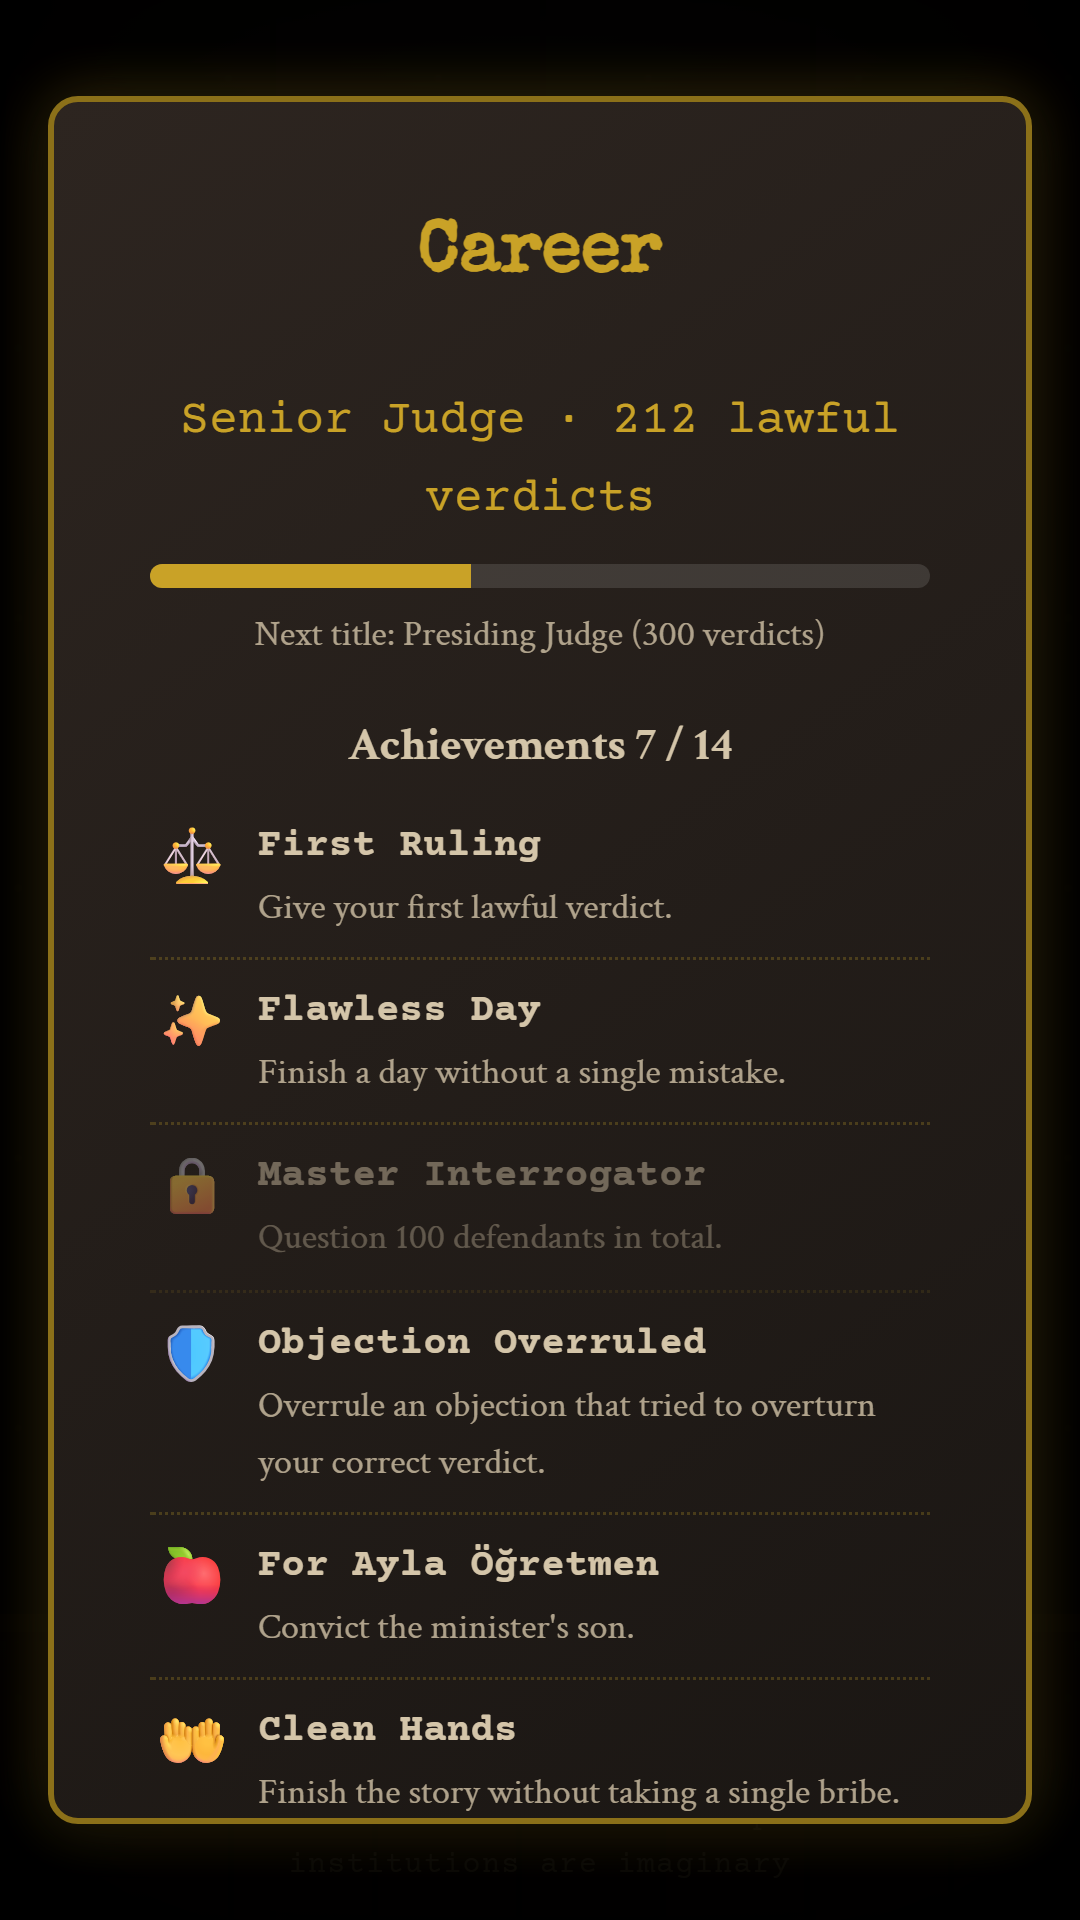 Career
Senior Judge · 212 lawful
verdicts
Next title: Presiding Judge (300 verdicts)
Achievements 7 / 14
First Ruling
Give your first lawful verdict.
Flawless Day
Finish a day without a single mistake.
Master Interrogator
Question 100 defendants in total.
Objection Overruled
Overrule an objection that tried to overturn
your correct verdict.
For Ayla Öğretmen
Convict the minister's son.
Clean Hands
Finish the story without taking a single bribe.
institutions are imaginary